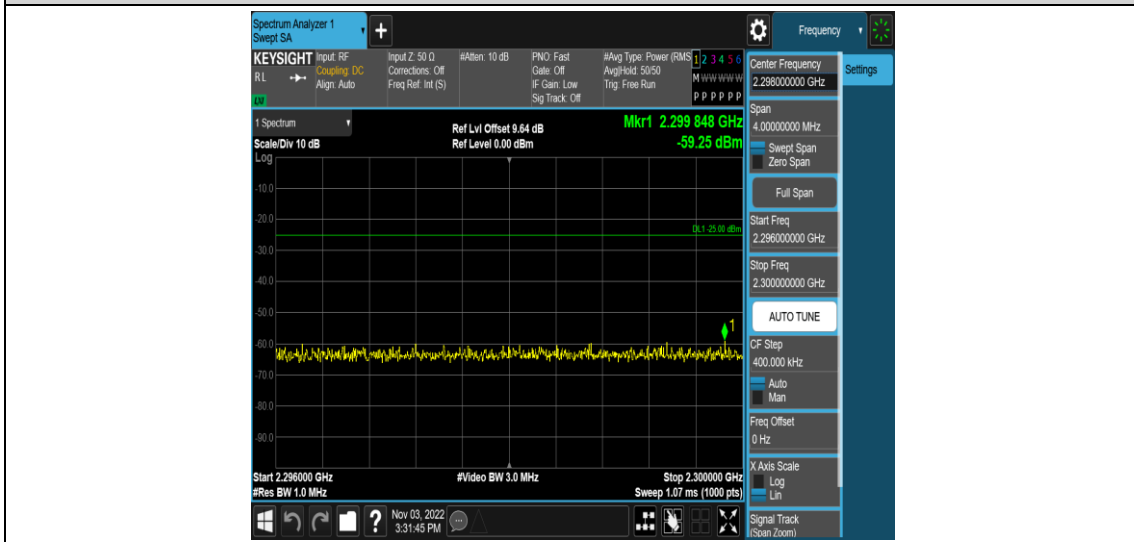 Spectrum Analyzer 1
Swept SA
+
Frequency
KEYSIGHT
RL
LXI
Input: RF
Coupling: DC
Align: Auto
Input Z: 50 Ω
Corrections: Off
Freq Ref: Int (S)
#Atten: 10 dB
PNO: Fast
Gate: Off
IF Gain: Low
Sig Track: Off
#Avg Type: Power (RMS
Avg|Hold: 50/50
Trig: Free Run
1 2 3 4 5 6
M W W W W W
P P P P P P
1 Spectrum
Scale/Div 10 dB
Log
Ref Lvl Offset 9.64 dB
Ref Level 0.00 dBm
Mkr1 2.299 848 GHz
-59.25 dBm
-10.0
-20.0
DL1 -25.00 dBm
-30.0
-40.0
-50.0
1
-60.0
-70.0
-80.0
-90.0
Start 2.296000 GHz
#Res BW 1.0 MHz
#Video BW 3.0 MHz
Stop 2.300000 GHz
Sweep 1.07 ms (1000 pts)
?
Nov 03, 2022
3:31:45 PM
Center Frequency
2.298000000 GHz
Settings
Span
4.00000000 MHz
Swept Span
Zero Span
Full Span
Start Freq
2.296000000 GHz
Stop Freq
2.300000000 GHz
AUTO TUNE
CF Step
400.000 kHz
Auto
Man
Freq Offset
0 Hz
X Axis Scale
Log
Lin
Signal Track
(Span Zoom)